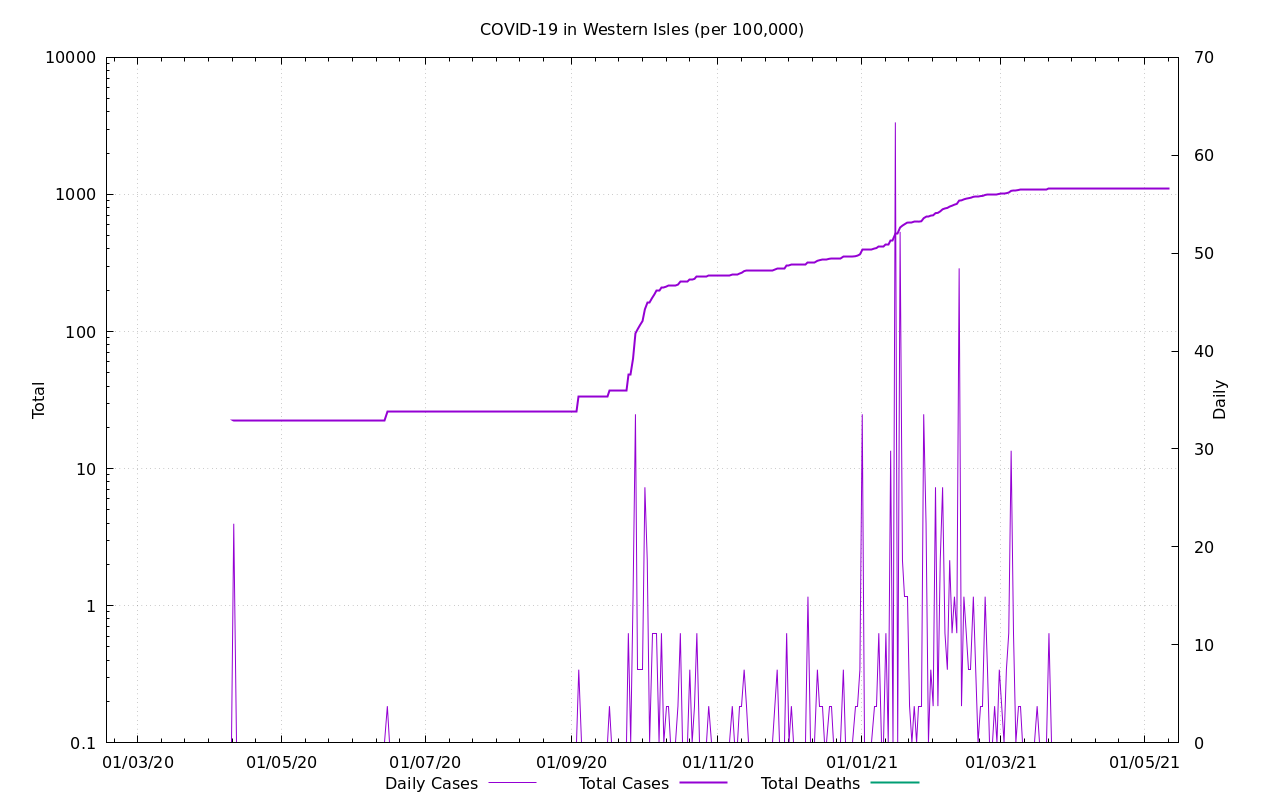 COVID-19 in Western Isles (per 100,000)
10000
1000
100
10
1
0.1
Total
70
60
50
40
30
20
10
0
Daily
01/03/20 01/05/20 01/07/20 01/09/20 01/11/20 01/01/21 01/03/21 01/05/21
Daily Cases Total Cases Total Deaths